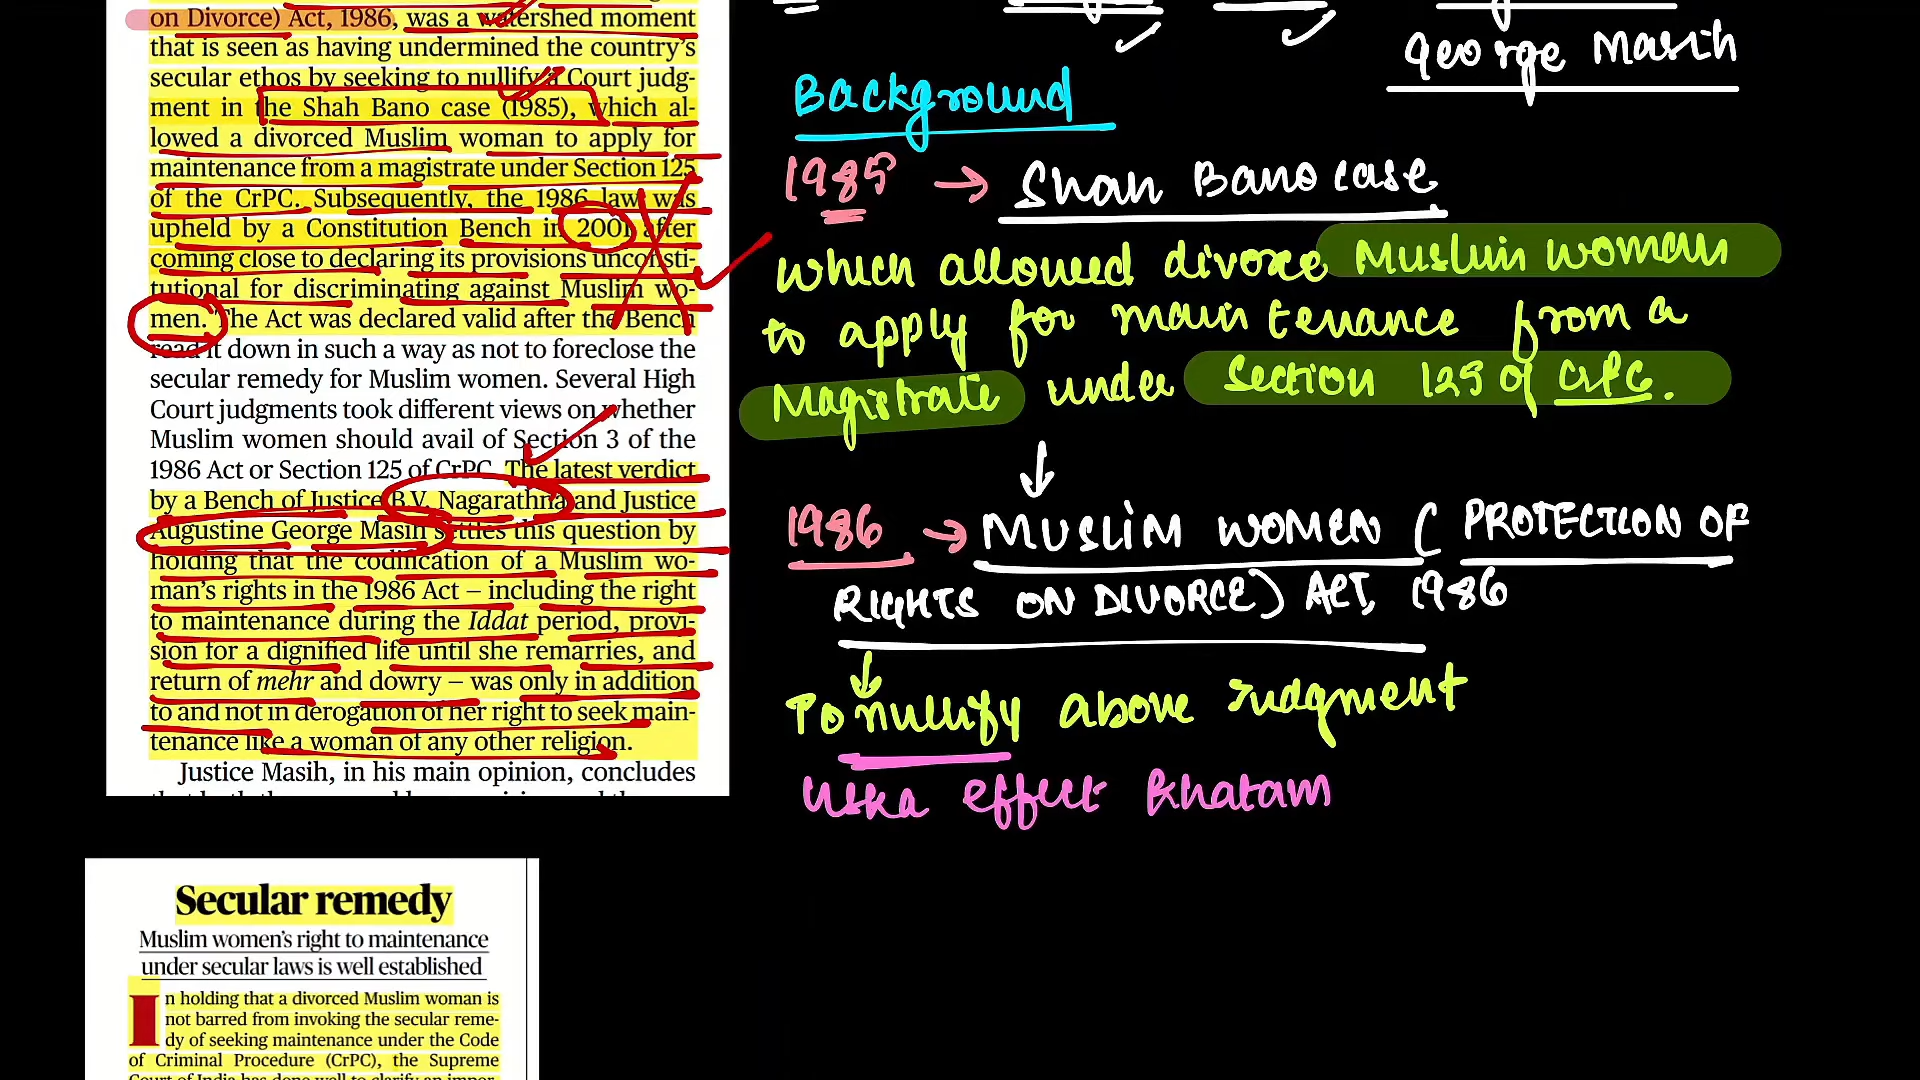 on Divorce) Act, 1986, was a watershed moment
that is seen as having undermined the country's
secular ethos by seeking to nullify a Court judg-
ment in the Shah Bano case (1985), which al-
lowed a divorced Muslim woman to apply for
maintenance from a magistrate under Section 125
of the CrPC. Subsequently, the 1986 law was
upheld by a Constitution Bench in 2001 after
coming close to declaring its provisions unconsti-
tutional for discriminating against Muslim wo-
men. The Act was declared valid after the Bench
read it down in such a way as not to foreclose the
secular remedy for Muslim women. Several High
Court judgments took different views on whether
Muslim women should avail of Section 3 of the
1986 Act or Section 125 of CrPC. The latest verdict
by a Bench of Justice B.V. Nagarathna and Justice
Augustine George Masih settles this question by
holding that the codification of a Muslim wo-
man's rights in the 1986 Act – including the right
to maintenance during the Iddat period, provi-
sion for a dignified life until she remarries, and
return of mehr and dowry – was only in addition
to and not in derogation of her right to seek main-
tenance like a woman of any other religion.
Justice Masih, in his main opinion, concludes
Secular remedy
Muslim women's right to maintenance
under secular laws is well established
In holding that a divorced Muslim woman is
not barred from invoking the secular reme-
dy of seeking maintenance under the Code
of Criminal Procedure (CrPC), the Supreme
Court of India has done well to clarify an impor-
George Masih
Background
1985 → Shah Bano case
which allowed divorce Muslim woman
to apply for maintenance from a
Magistrate under Section 125 of CrPC.
↓
1986 → MUSLIM WOMEN ( PROTECTION OF
RIGHTS ON DIVORCE) ACT, 1986
↓
To nullify above Judgment
Uska effect Khatam